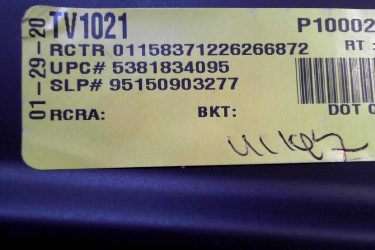 01-29-20
TV1021 P10002
RCTR 01158371226266872 RT :
UPC# 5381834095
SLP# 95150903277
RCRA: BKT: DOT